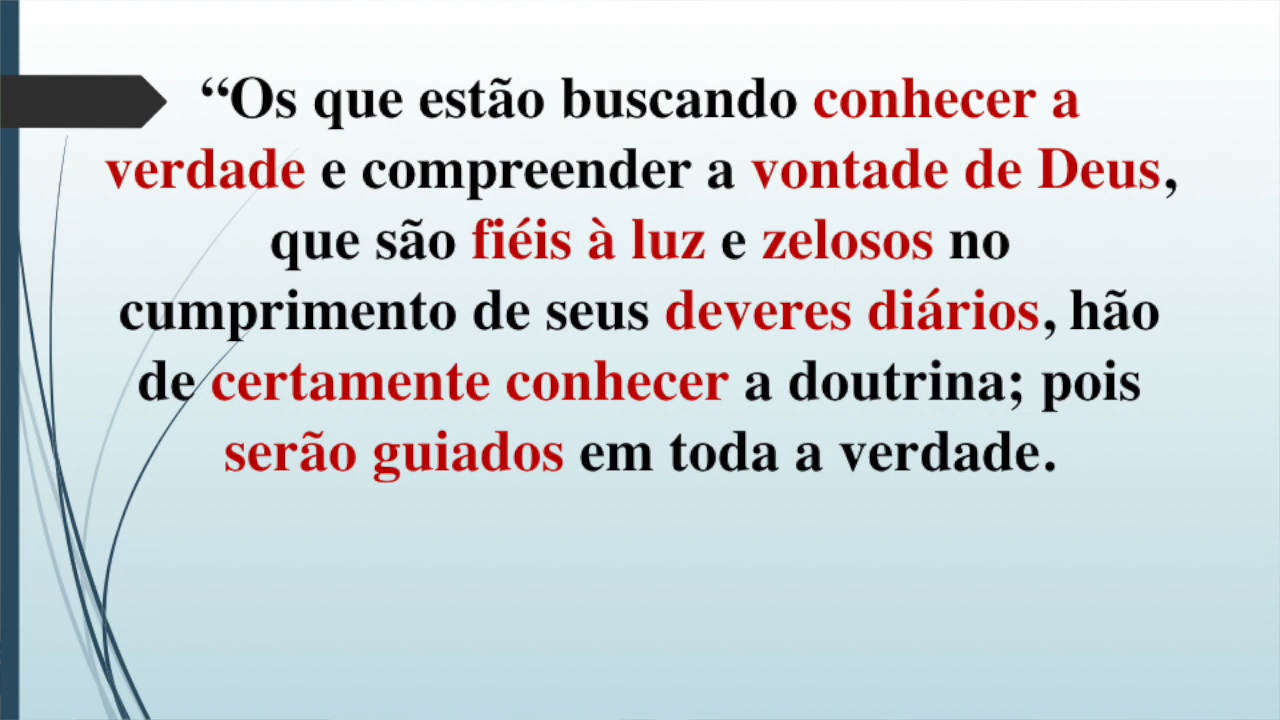 “Os que estão buscando conhecer a
verdade e compreender a vontade de Deus,
que são fiéis à luz e zelosos no
cumprimento de seus deveres diários, hão
de certamente conhecer a doutrina; pois
serão guiados em toda a verdade.